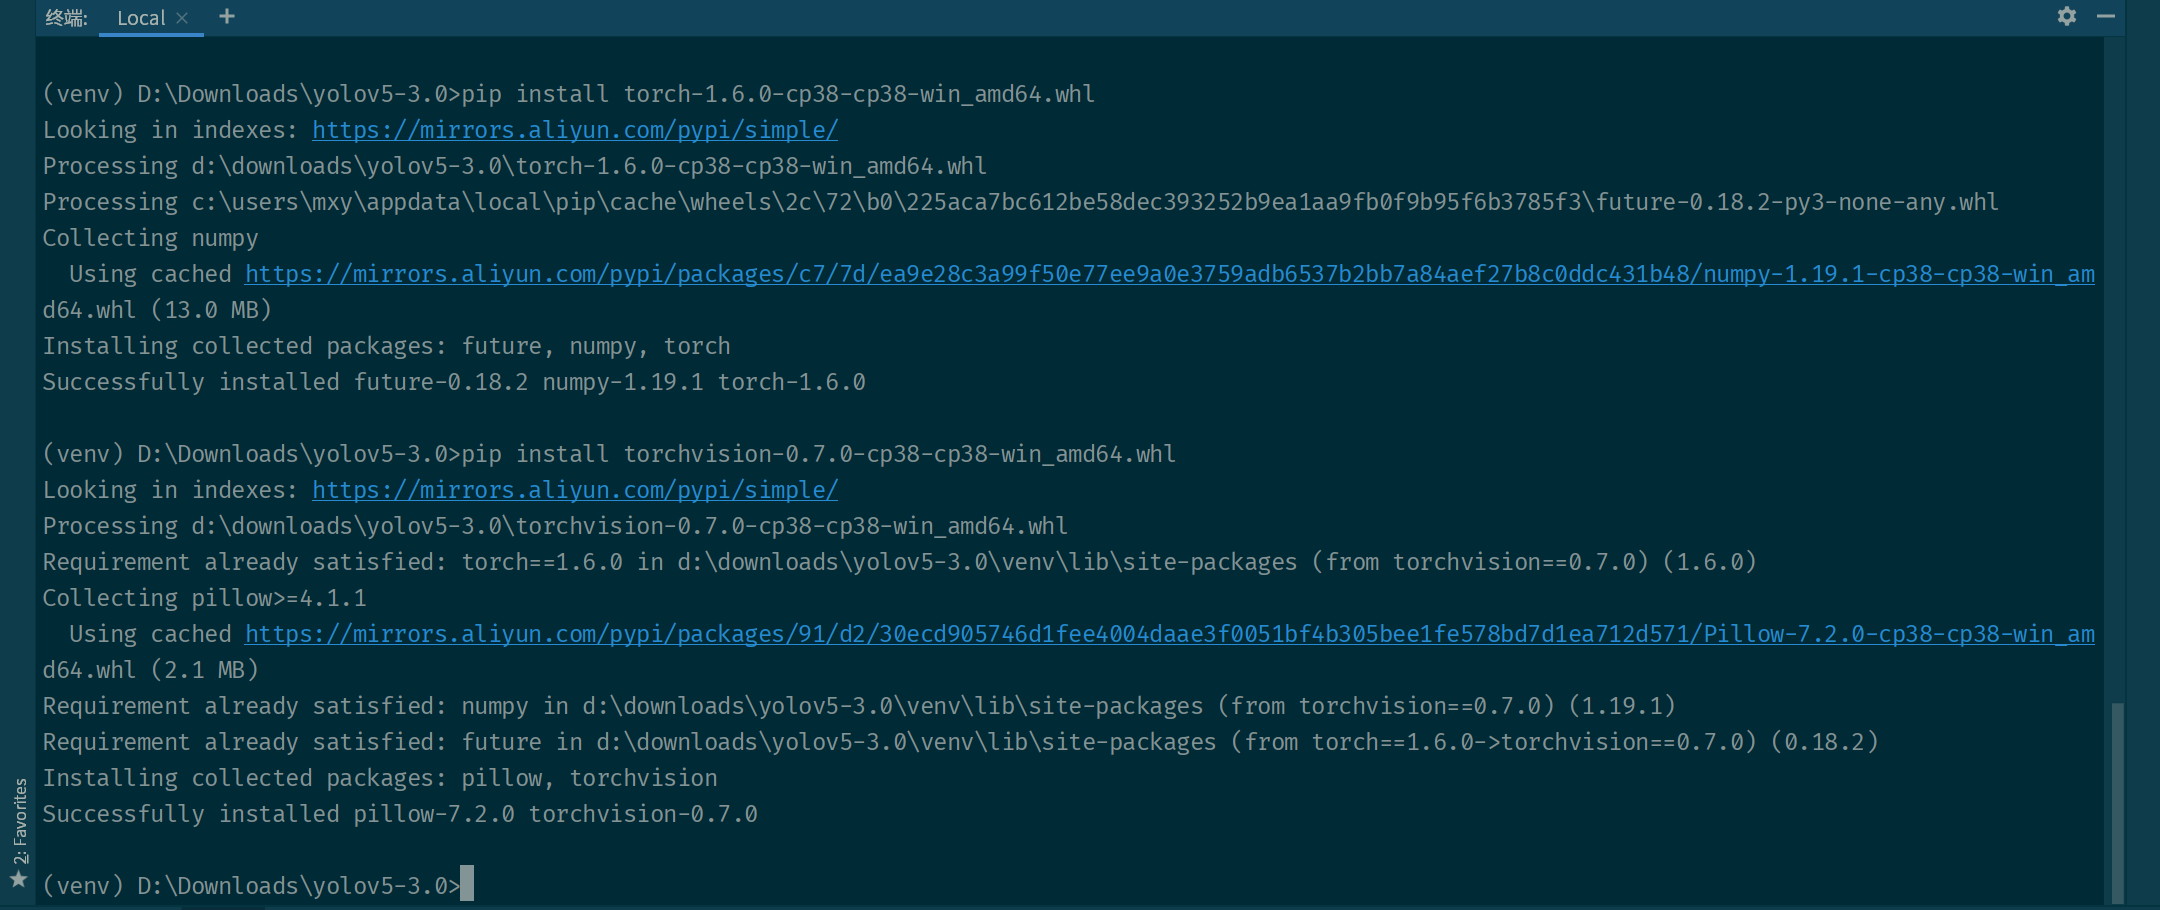 终端: Local × +
(venv) D:\Downloads\yolov5-3.0>pip install torch-1.6.0-cp38-cp38-win_amd64.whl
Looking in indexes: https://mirrors.aliyun.com/pypi/simple/
Processing d:\downloads\yolov5-3.0\torch-1.6.0-cp38-cp38-win_amd64.whl
Processing c:\users\mxy\appdata\local\pip\cache\wheels\2c\72\b0\225aca7bc612be58dec393252b9ea1aa9fb0f9b95f6b3785f3\future-0.18.2-py3-none-any.whl
Collecting numpy
  Using cached https://mirrors.aliyun.com/pypi/packages/c7/7d/ea9e28c3a99f50e77ee9a0e3759adb6537b2bb7a84aef27b8c0ddc431b48/numpy-1.19.1-cp38-cp38-win_am
d64.whl (13.0 MB)
Installing collected packages: future, numpy, torch
Successfully installed future-0.18.2 numpy-1.19.1 torch-1.6.0
(venv) D:\Downloads\yolov5-3.0>pip install torchvision-0.7.0-cp38-cp38-win_amd64.whl
Looking in indexes: https://mirrors.aliyun.com/pypi/simple/
Processing d:\downloads\yolov5-3.0\torchvision-0.7.0-cp38-cp38-win_amd64.whl
Requirement already satisfied: torch==1.6.0 in d:\downloads\yolov5-3.0\venv\lib\site-packages (from torchvision==0.7.0) (1.6.0)
Collecting pillow>=4.1.1
  Using cached https://mirrors.aliyun.com/pypi/packages/91/d2/30ecd905746d1fee4004daae3f0051bf4b305bee1fe578bd7d1ea712d571/Pillow-7.2.0-cp38-cp38-win_am
d64.whl (2.1 MB)
Requirement already satisfied: numpy in d:\downloads\yolov5-3.0\venv\lib\site-packages (from torchvision==0.7.0) (1.19.1)
Requirement already satisfied: future in d:\downloads\yolov5-3.0\venv\lib\site-packages (from torch==1.6.0->torchvision==0.7.0) (0.18.2)
Installing collected packages: pillow, torchvision
Successfully installed pillow-7.2.0 torchvision-0.7.0
(venv) D:\Downloads\yolov5-3.0>
2: Favorites